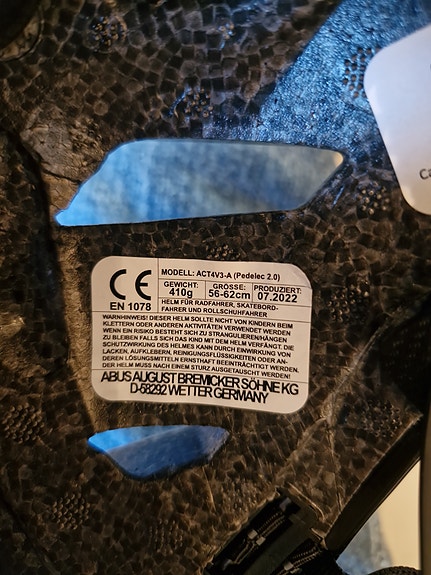 CE
EN 1078
MODELL: ACT4V3-A (Pedelec 2.0)
GEWICHT: 410g
GRÖSSE: 56-62cm
PRODUZIERT: 07.2022
HELM FÜR RADFAHRER, SKATEBORD-
FAHRER UND ROLLSCHUHFAHRER
WARNHINWEIS! DIESER HELM SOLLTE NICHT VON KINDERN BEIM
KLETTERN ODER ANDEREN AKTIVITÄTEN VERWENDET WERDEN
WENN EIN RISIKO BESTEHT SICH ZU STRANGULIEREN/HÄNGEN
ZU BLEIBEN FALLS SICH DAS KIND MIT DEM HELM VERFÄNGT. DIE
SCHUTZWIRKUNG DES HELMES KANN DURCH EINWIRKUNG VON
LACKEN, AUFKLEBERN, REINIGUNGSFLÜSSIGKEITEN ODER AN-
DEREN LÖSUNGSMITTELN ERNSTHAFT BEEINTRÄCHTIGT WERDEN.
DER HELM MUSS NACH EINEM STURZ AUSGETAUSCHT WERDEN!
ABUS AUGUST BREMICKER SÖHNE KG
D-58292 WETTER GERMANY